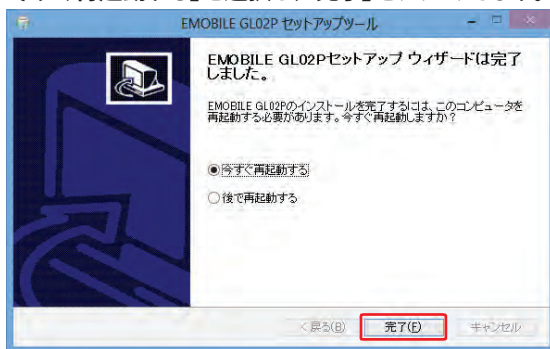 EMOBILE GL02P セットアップツール
EMOBILE GL02Pセットアップ ウィザードは完了
しました。
EMOBILE GL02Pのインストールを完了するには、このコンピュータを
再起動する必要があります。今すぐ再起動しますか？
今すぐ再起動する
後で再起動する
< 戻る(B)
完了(F)
キャンセル